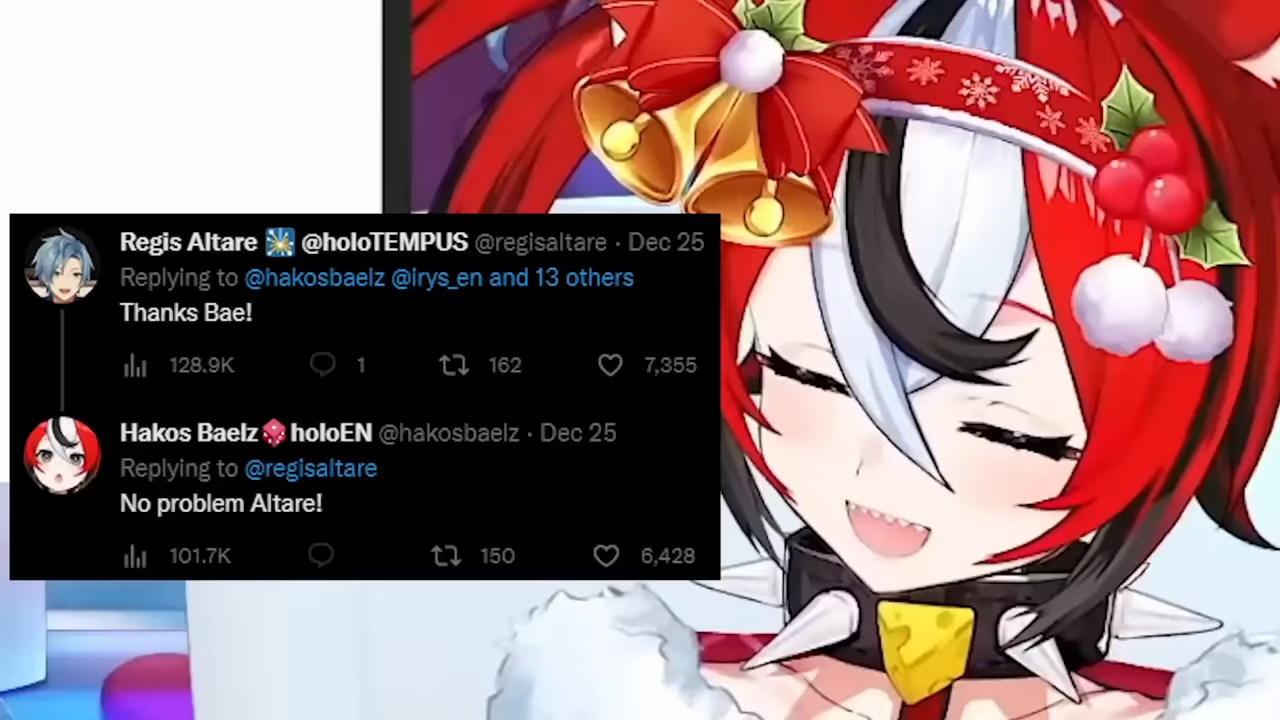 Regis Altare @holoTEMPUS @regisaltare · Dec 25
Replying to @hakosbaelz @irys_en and 13 others
Thanks Bae!
128.9K 1 162 7,355
Hakos Baelz holoEN @hakosbaelz · Dec 25
Replying to @regisaltare
No problem Altare!
101.7K 150 6,428